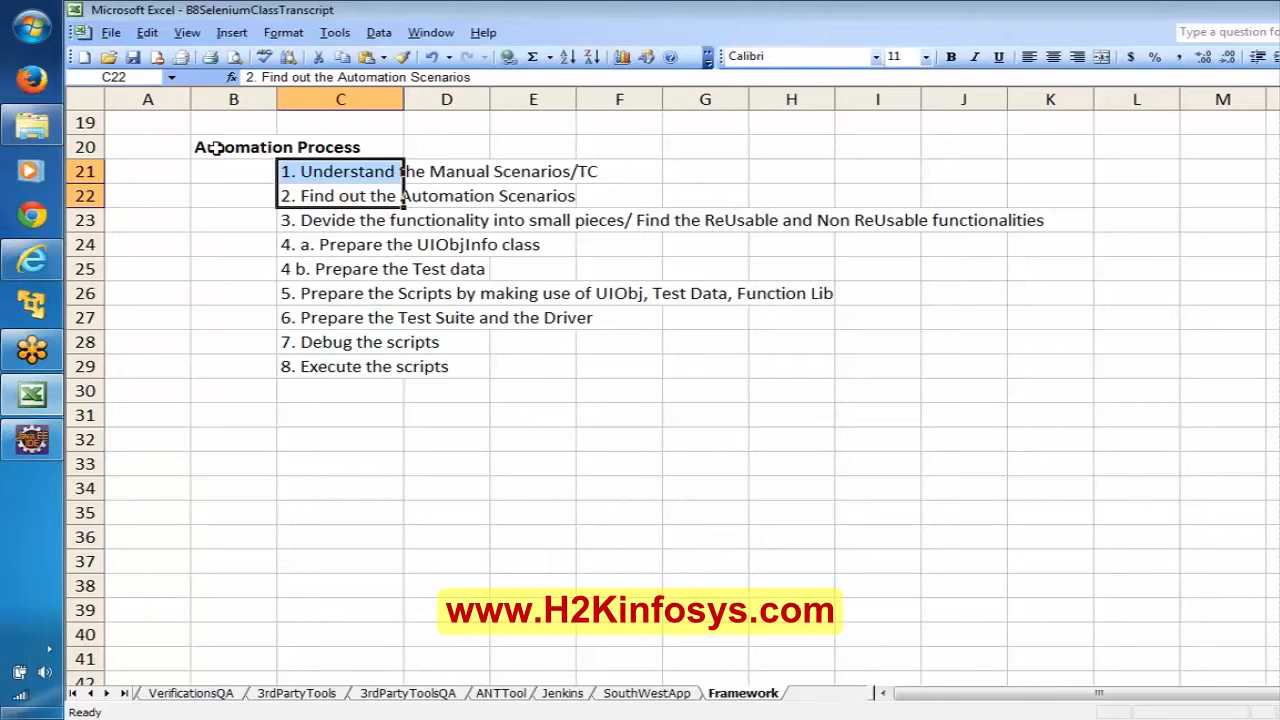 Microsoft Excel - B8SeleniumClassTranscript
File Edit View Insert Format Tools Data Window Help
Type a question fo
Calibri 11 B I U $ %
C22 fx 2. Find out the Automation Scenarios
A B C D E F G H I J K L M
19
20 Automation Process
21 1. Understand the Manual Scenarios/TC
22 2. Find out the Automation Scenarios
23 3. Devide the functionality into small pieces/ Find the ReUsable and Non ReUsable functionalities
24 4. a. Prepare the UIObjInfo class
25 4 b. Prepare the Test data
26 5. Prepare the Scripts by making use of UIObj, Test Data, Function Lib
27 6. Prepare the Test Suite and the Driver
28 7. Debug the scripts
29 8. Execute the scripts
30
31
32
33
34
35
36
37
38
39
www.H2Kinfosys.com
40
41
42
VerificationsQA 3rdPartyTools 3rdPartyToolsQA ANTTool Jenkins SouthWestApp Framework
Ready